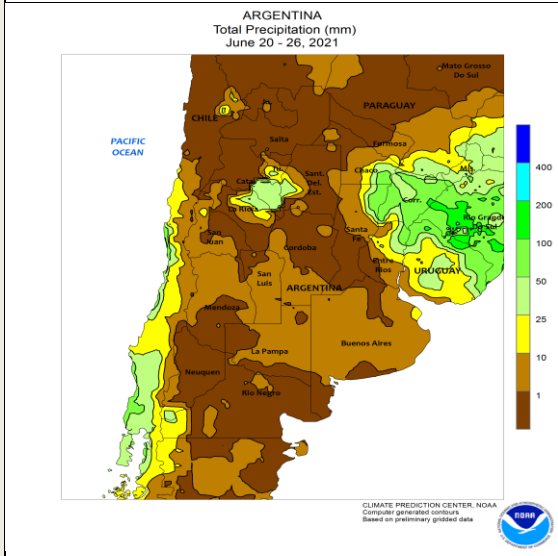 ARGENTINA
Total Precipitation (mm)
June 20 - 26, 2021
Mato Grosso
Do Sul
CHILE
PARAGUAY
PACIFIC
OCEAN
Salta
Formosa
Chaco
Mis.
Sant.
Del.
Est.
Corr.
Rio Grande
Do Sul
San
Juan
Santa
Fe
Cordoba
Entre
Rios
URUGUAY
San
Luis
ARGENTINA
Mendoza
Buenos Aires
La Pampa
Neuquen
Rio Negro
400
200
100
50
25
10
1
CLIMATE PREDICTION CENTER, NOAA
Computer generated contours
Based on preliminary gridded data
NOAA